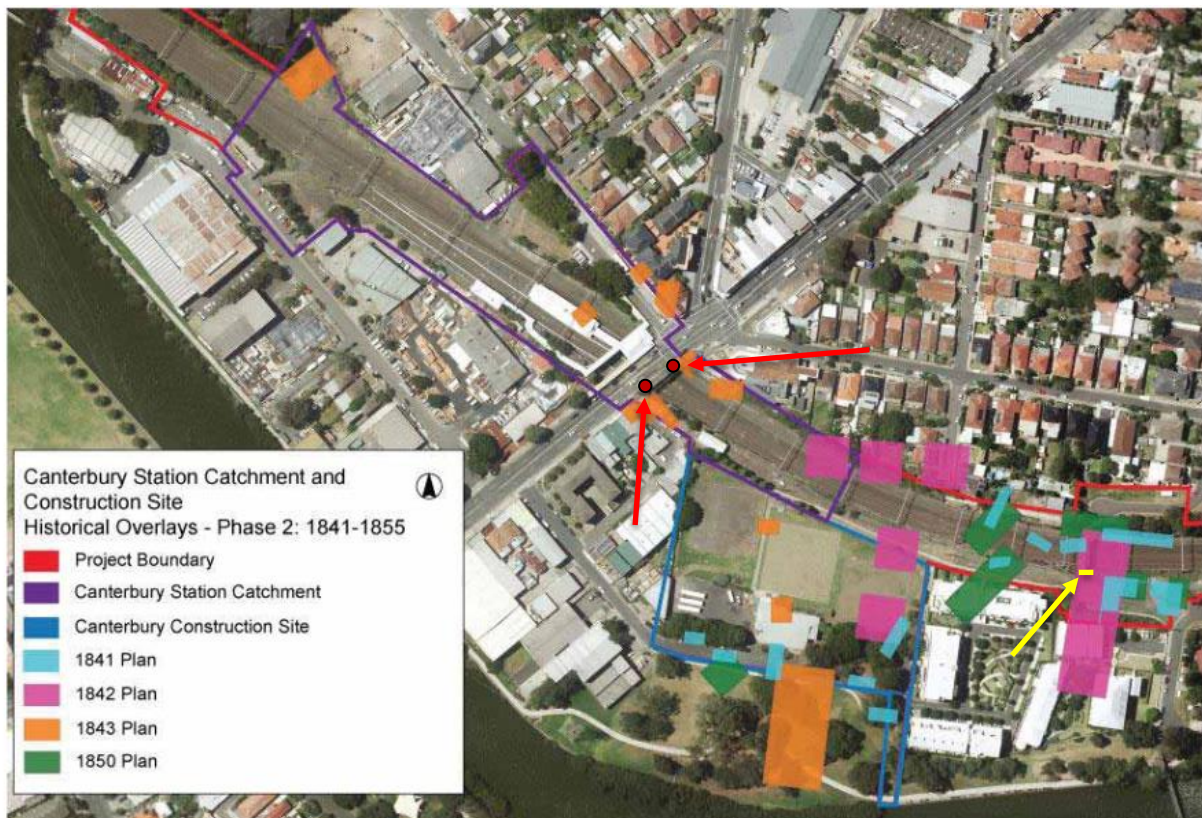 Canterbury Station Catchment and
Construction Site
Historical Overlays - Phase 2: 1841-1855
Project Boundary
Canterbury Station Catchment
Canterbury Construction Site
1841 Plan
1842 Plan
1843 Plan
1850 Plan